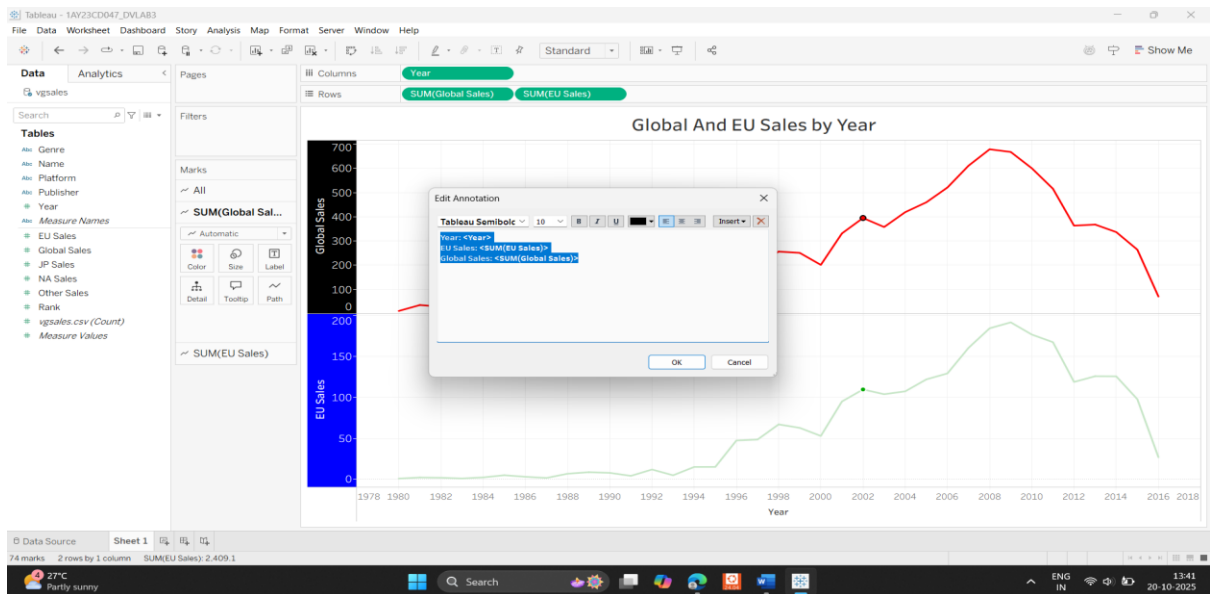 Tableau - 1AY23CD047_DVLAB3
File Data Worksheet Dashboard Story Analysis Map Format Server Window Help
Standard
Show Me
Data Analytics
vgsales
Search
Tables
Abc Genre
Abc Name
Abc Platform
Abc Publisher
# Year
Abc Measure Names
# EU Sales
# Global Sales
# JP Sales
# NA Sales
# Other Sales
# Rank
# vgsales.csv (Count)
# Measure Values
Pages
Filters
Marks
All
SUM(Global Sal...
Automatic
Color Size Label
Detail Tooltip Path
SUM(EU Sales)
Columns Year
Rows SUM(Global Sales) SUM(EU Sales)
Global And EU Sales by Year
Global Sales
700
600
500
400
300
200
100
0
EU Sales
200
150
100
50
0
1978 1980 1982 1984 1986 1988 1990 1992 1994 1996 1998 2000 2002 2004 2006 2008 2010 2012 2014 2016 2018
Year
Edit Annotation
Tableau Semibolc 10 B I U Insert
Year: <Year>
EU Sales: <SUM(EU Sales)>
Global Sales: <SUM(Global Sales)>
OK Cancel
Data Source Sheet 1
74 marks 2 rows by 1 column SUM(EU Sales): 2,409.1
4
27°C
Partly sunny
Search
ENG
IN
13:41
20-10-2025